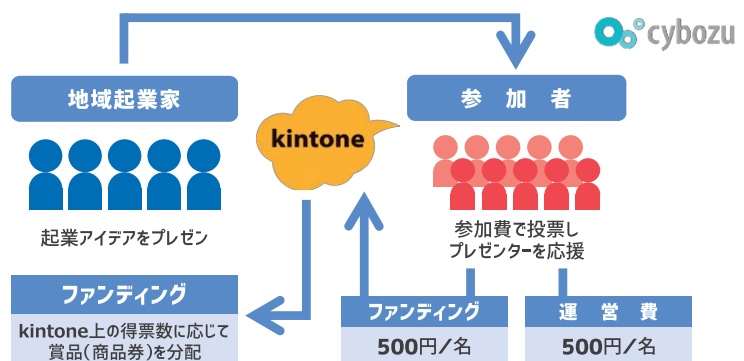 cybozu
地域起業家
参加者
kintone
起業アイデアをプレゼン
参加費で投票し
プレゼンターを応援
ファンディング
kintone上の得票数に応じて
賞品(商品券)を分配
ファンディング
500円/名
運営費
500円/名